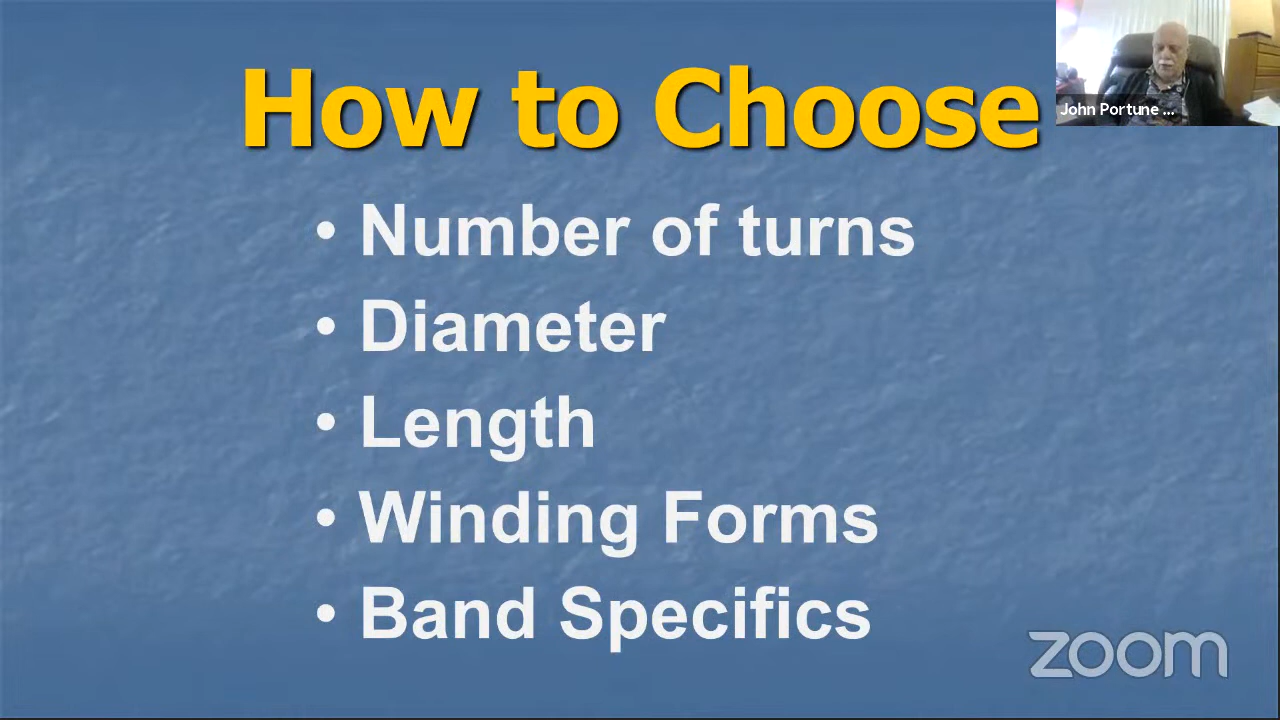 How to Choose
John Portune ...
• Number of turns
• Diameter
• Length
• Winding Forms
• Band Specifics
zoom